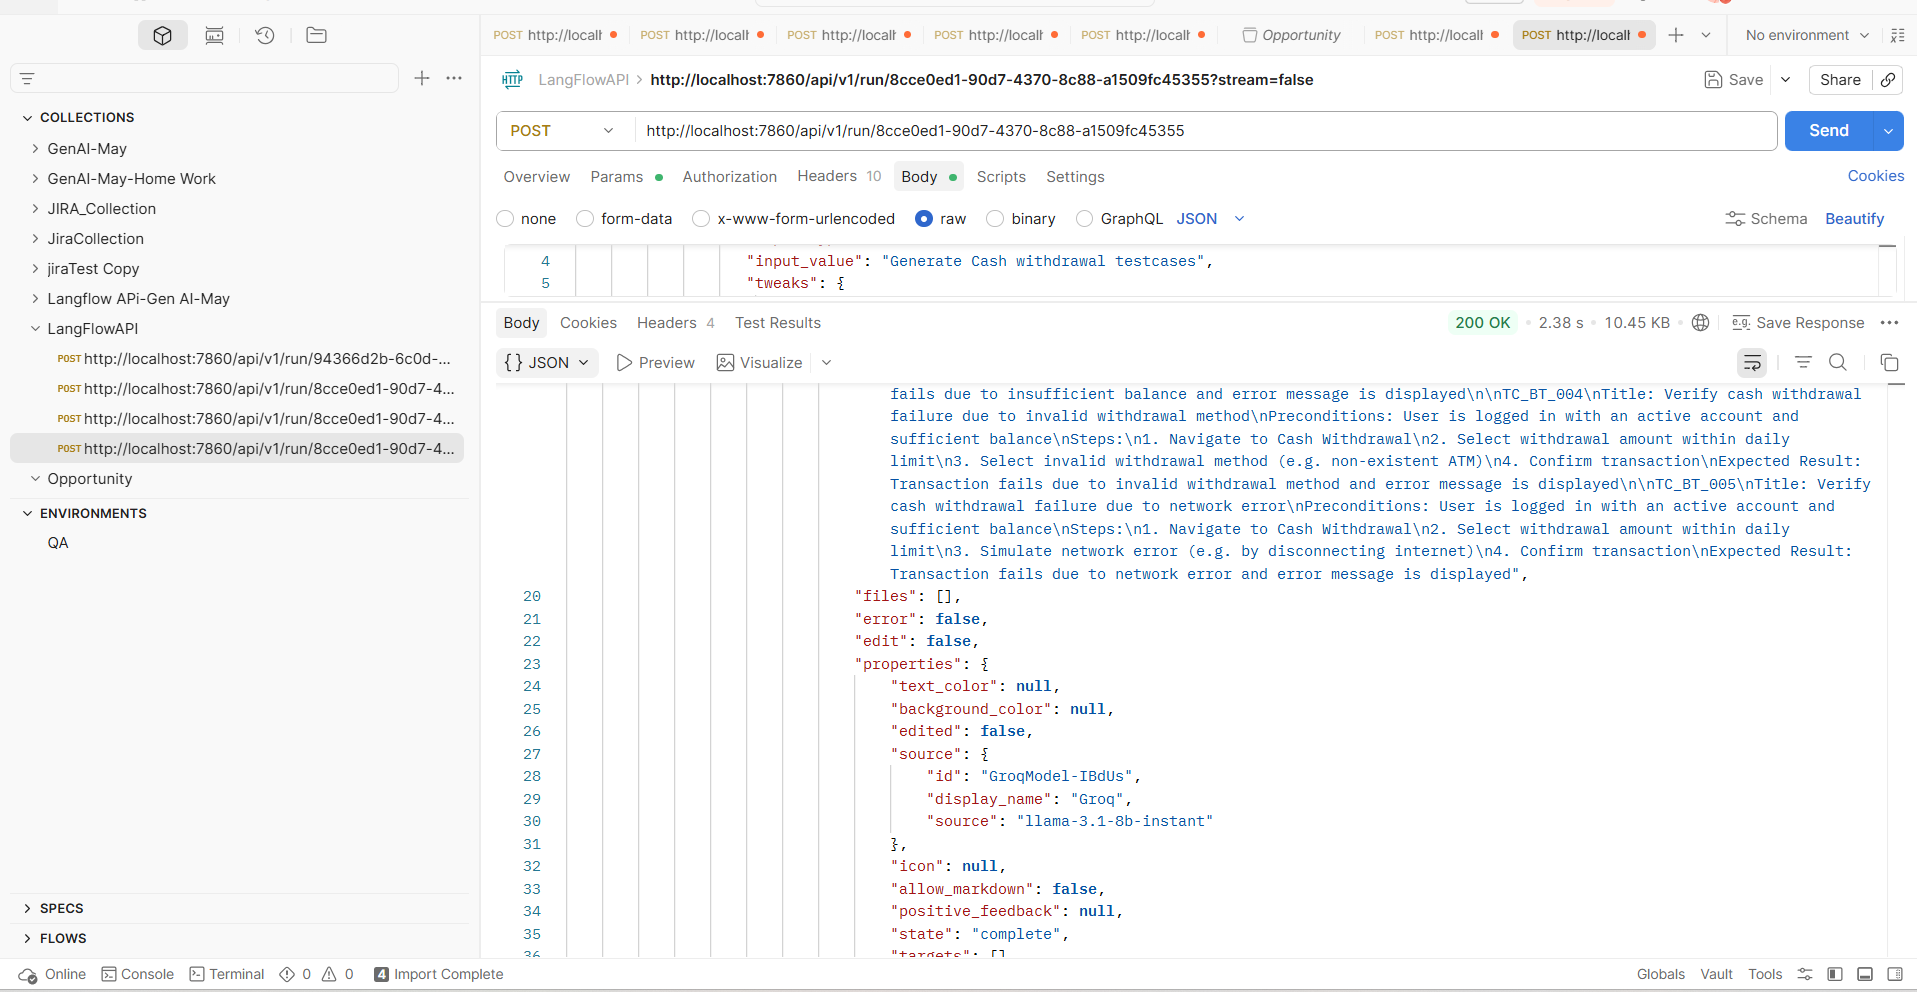 POST http://locall
POST http://locall
POST http://locall
POST http://locall
POST http://locall
Opportunity
POST http://locall
POST http://locall
No environment
LangFlowAPI > http://localhost:7860/api/v1/run/8cce0ed1-90d7-4370-8c88-a1509fc45355?stream=false
Save
Share
COLLECTIONS
GenAI-May
GenAI-May-Home Work
JIRA_Collection
JiraCollection
jiraTest Copy
Langflow APi-Gen AI-May
LangFlowAPI
POST http://localhost:7860/api/v1/run/94366d2b-6c0d-...
POST http://localhost:7860/api/v1/run/8cce0ed1-90d7-4...
POST http://localhost:7860/api/v1/run/8cce0ed1-90d7-4...
POST http://localhost:7860/api/v1/run/8cce0ed1-90d7-4...
Opportunity
ENVIRONMENTS
QA
SPECS
FLOWS
POST
http://localhost:7860/api/v1/run/8cce0ed1-90d7-4370-8c88-a1509fc45355
Send
Overview Params Authorization Headers 10 Body Scripts Settings
Cookies
none form-data x-www-form-urlencoded raw binary GraphQL JSON
Schema Beautify
4 "input_value": "Generate Cash withdrawal testcases",
5 "tweaks": {
Body Cookies Headers 4 Test Results
200 OK • 2.38 s • 10.45 KB
e.g. Save Response
{} JSON Preview Visualize
fails due to insufficient balance and error message is displayed\n\nTC_BT_004\nTitle: Verify cash withdrawal
failure due to invalid withdrawal method\nPreconditions: User is logged in with an active account and
sufficient balance\nSteps:\n1. Navigate to Cash Withdrawal\n2. Select withdrawal amount within daily
limit\n3. Select invalid withdrawal method (e.g. non-existent ATM)\n4. Confirm transaction\nExpected Result:
Transaction fails due to invalid withdrawal method and error message is displayed\n\nTC_BT_005\nTitle: Verify
cash withdrawal failure due to network error\nPreconditions: User is logged in with an active account and
sufficient balance\nSteps:\n1. Navigate to Cash Withdrawal\n2. Select withdrawal amount within daily
limit\n3. Simulate network error (e.g. by disconnecting internet)\n4. Confirm transaction\nExpected Result:
Transaction fails due to network error and error message is displayed",
20 "files": [],
21 "error": false,
22 "edit": false,
23 "properties": {
24 "text_color": null,
25 "background_color": null,
26 "edited": false,
27 "source": {
28 "id": "GroqModel-IBdUs",
29 "display_name": "Groq",
30 "source": "llama-3.1-8b-instant"
31 },
32 "icon": null,
33 "allow_markdown": false,
34 "positive_feedback": null,
35 "state": "complete",
36 "targets": []
Online Console Terminal 0 0 4 Import Complete
Globals Vault Tools